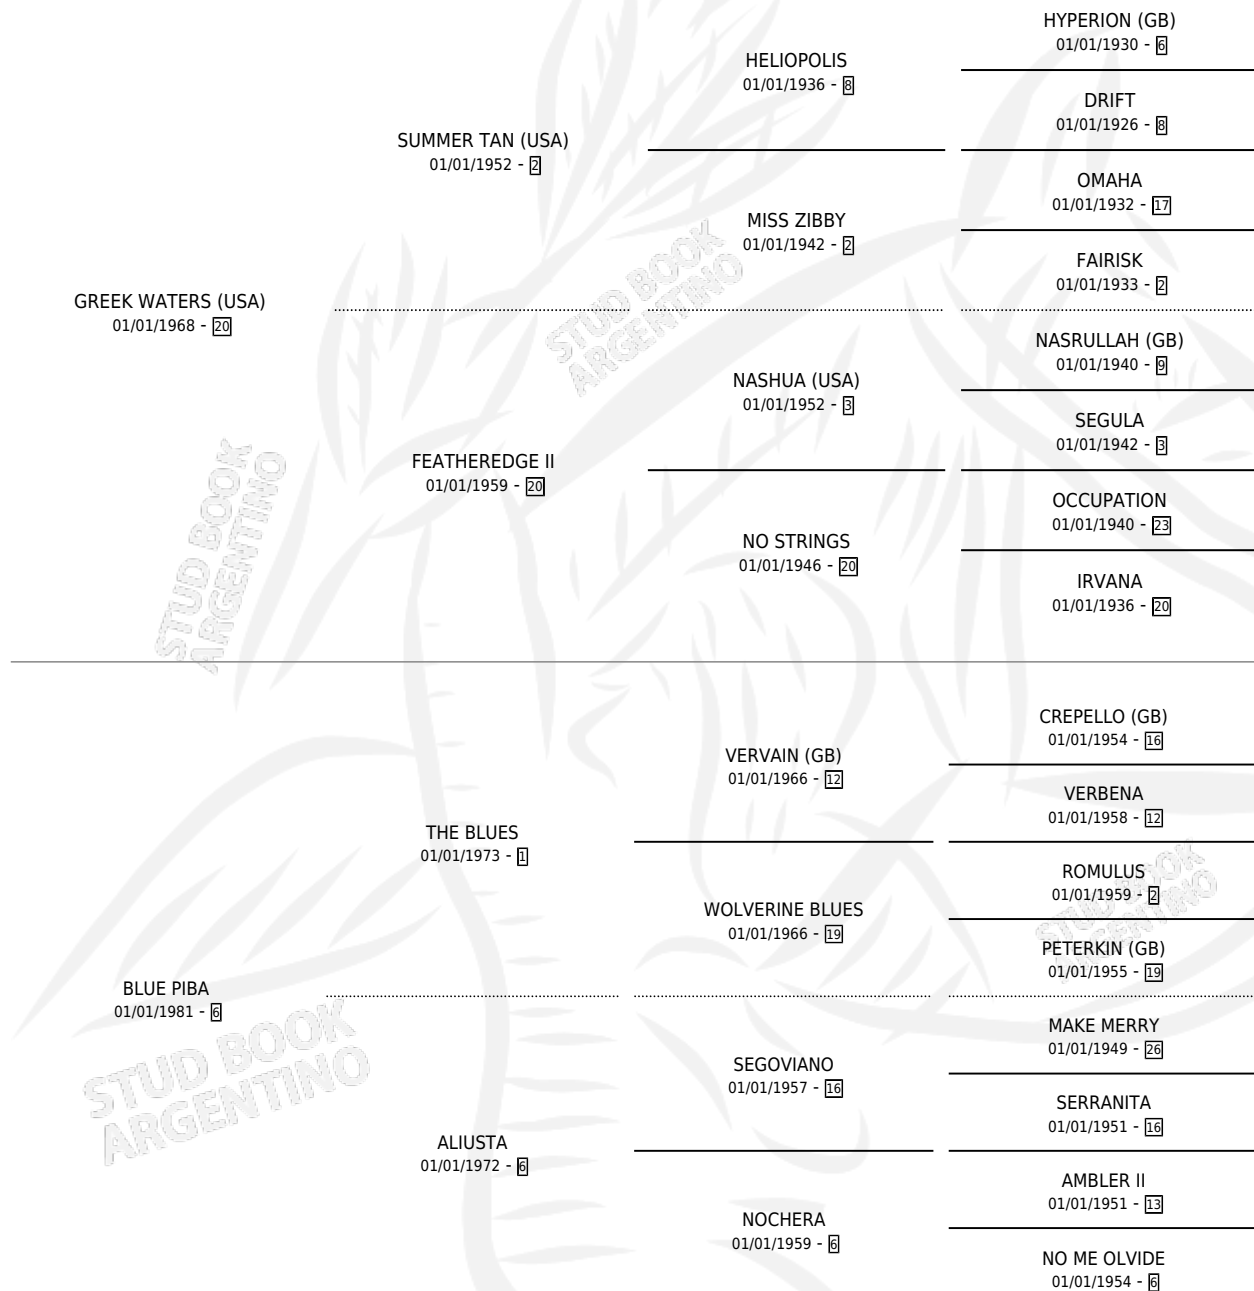 HYPERION (GB)
01/01/1930 - 6
HELIOPOLIS
01/01/1936 - 8
DRIFT
01/01/1926 - 8
SUMMER TAN (USA)
01/01/1952 - 2
OMAHA
01/01/1932 - 17
MISS ZIBBY
01/01/1942 - 2
FAIRISK
01/01/1933 - 2
GREEK WATERS (USA)
01/01/1968 - 20
NASRULLAH (GB)
01/01/1940 - 9
NASHUA (USA)
01/01/1952 - 3
SEGULA
01/01/1942 - 3
FEATHEREDGE II
01/01/1959 - 20
OCCUPATION
01/01/1940 - 23
NO STRINGS
01/01/1946 - 20
IRVANA
01/01/1936 - 20
CREPELLO (GB)
01/01/1954 - 16
VERVAIN (GB)
01/01/1966 - 12
VERBENA
01/01/1958 - 12
THE BLUES
01/01/1973 - 1
ROMULUS
01/01/1959 - 2
WOLVERINE BLUES
01/01/1966 - 19
PETERKIN (GB)
01/01/1955 - 19
BLUE PIBA
01/01/1981 - 6
MAKE MERRY
01/01/1949 - 26
SEGOVIANO
01/01/1957 - 16
SERRANITA
01/01/1951 - 16
ALIUSTA
01/01/1972 - 6
AMBLER II
01/01/1951 - 13
NOCHERA
01/01/1959 - 6
NO ME OLVIDE
01/01/1954 - 6
STUD BOOK
ARGENTINO
STUD BOOK
ARGENTINO
STUD BOOK
ARGENTINO
STUD BOOK
ARGENTINO